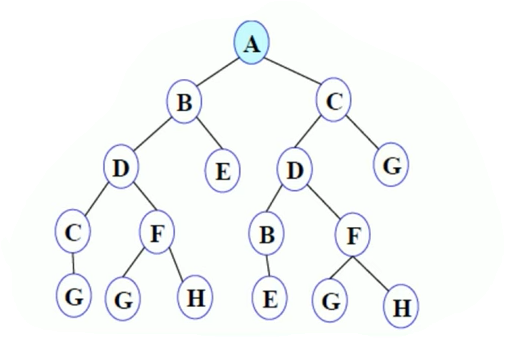 A
B C
D E D G
C F B F
G G H E G H